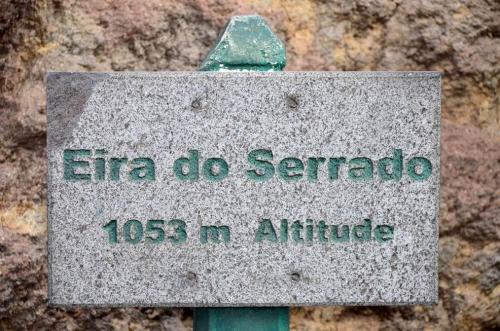 Eira do Serrado
1053 m Altitude